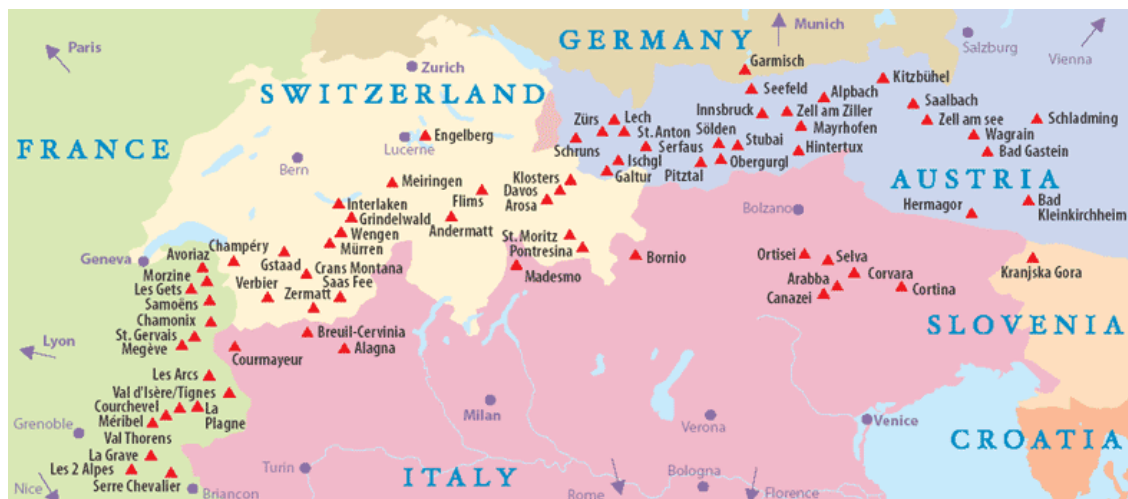 Paris
Munich
Salzburg
Vienna
GERMANY
Garmisch
Zurich
SWITZERLAND
Seefeld
Alpbach
Kitzbühel
Saalbach
Innsbruck
Zell am Ziller
Zell am see
Schladming
Zürs
Lech
Mayrhofen
Wagrain
Engelberg
St. Anton
Sölden
Stubai
Hintertux
Bad Gastein
Lucerne
Schruns
Serfaus
FRANCE
Bern
Ischgl
Obergurgl
Galtur
Pitztal
Meiringen
Klosters
Davos
Arosa
AUSTRIA
Interlaken
Flims
Grindelwald
Andermatt
Bolzano
Hermagor
Bad
Kleinkirchheim
Wengen
Mürren
St. Moritz
Pontresina
Champéry
Avoriaz
Gstaad
Geneva
Morzine
Crans Montana
Madesmo
Bornio
Ortisei
Selva
Kranjska Gora
Les Gets
Verbier
Saas Fee
Arabba
Corvara
Samoëns
Zermatt
Canazei
Cortina
Chamonix
SLOVENIA
St. Gervais
Breuil-Cervinia
Lyon
Megève
Courmayeur
Alagna
Les Arcs
Val d'Isère/Tignes
Courchevel
La
Plagne
Milan
Grenoble
Méribel
Verona
Venice
Val Thorens
CROATIA
La Grave
Les 2 Alpes
Turin
ITALY
Bologna
Serre Chevalier
Nice
Briançon
Rome
Florence